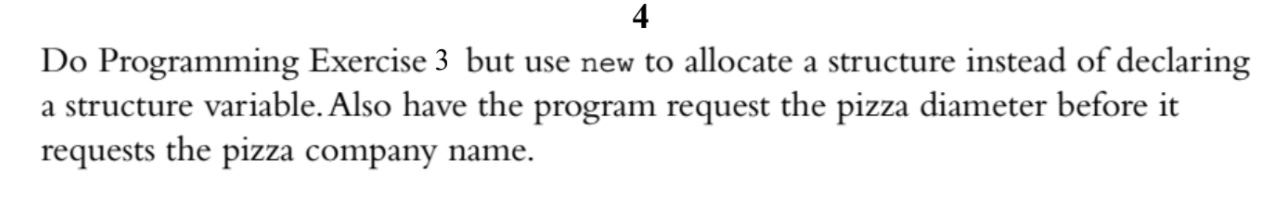 4
Do Programming Exercise 3 but use new to allocate a structure instead of declaring
a structure variable. Also have the program request the pizza diameter before it
requests the pizza company name.